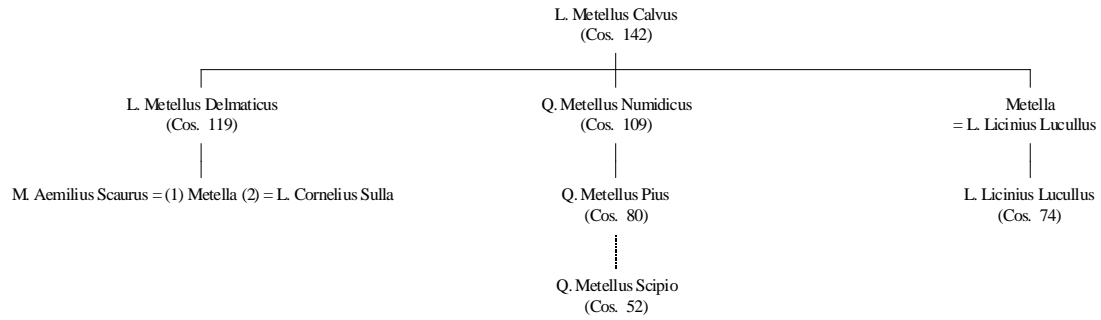 L. Metellus Calvus
(Cos. 142)
L. Metellus Delmaticus
(Cos. 119)
Q. Metellus Numidicus
(Cos. 109)
Metella
= L. Licinius Lucullus
M. Aemilius Scaurus = (1) Metella (2) = L. Cornelius Sulla
Q. Metellus Pius
(Cos. 80)
L. Licinius Lucullus
(Cos. 74)
Q. Metellus Scipio
(Cos. 52)